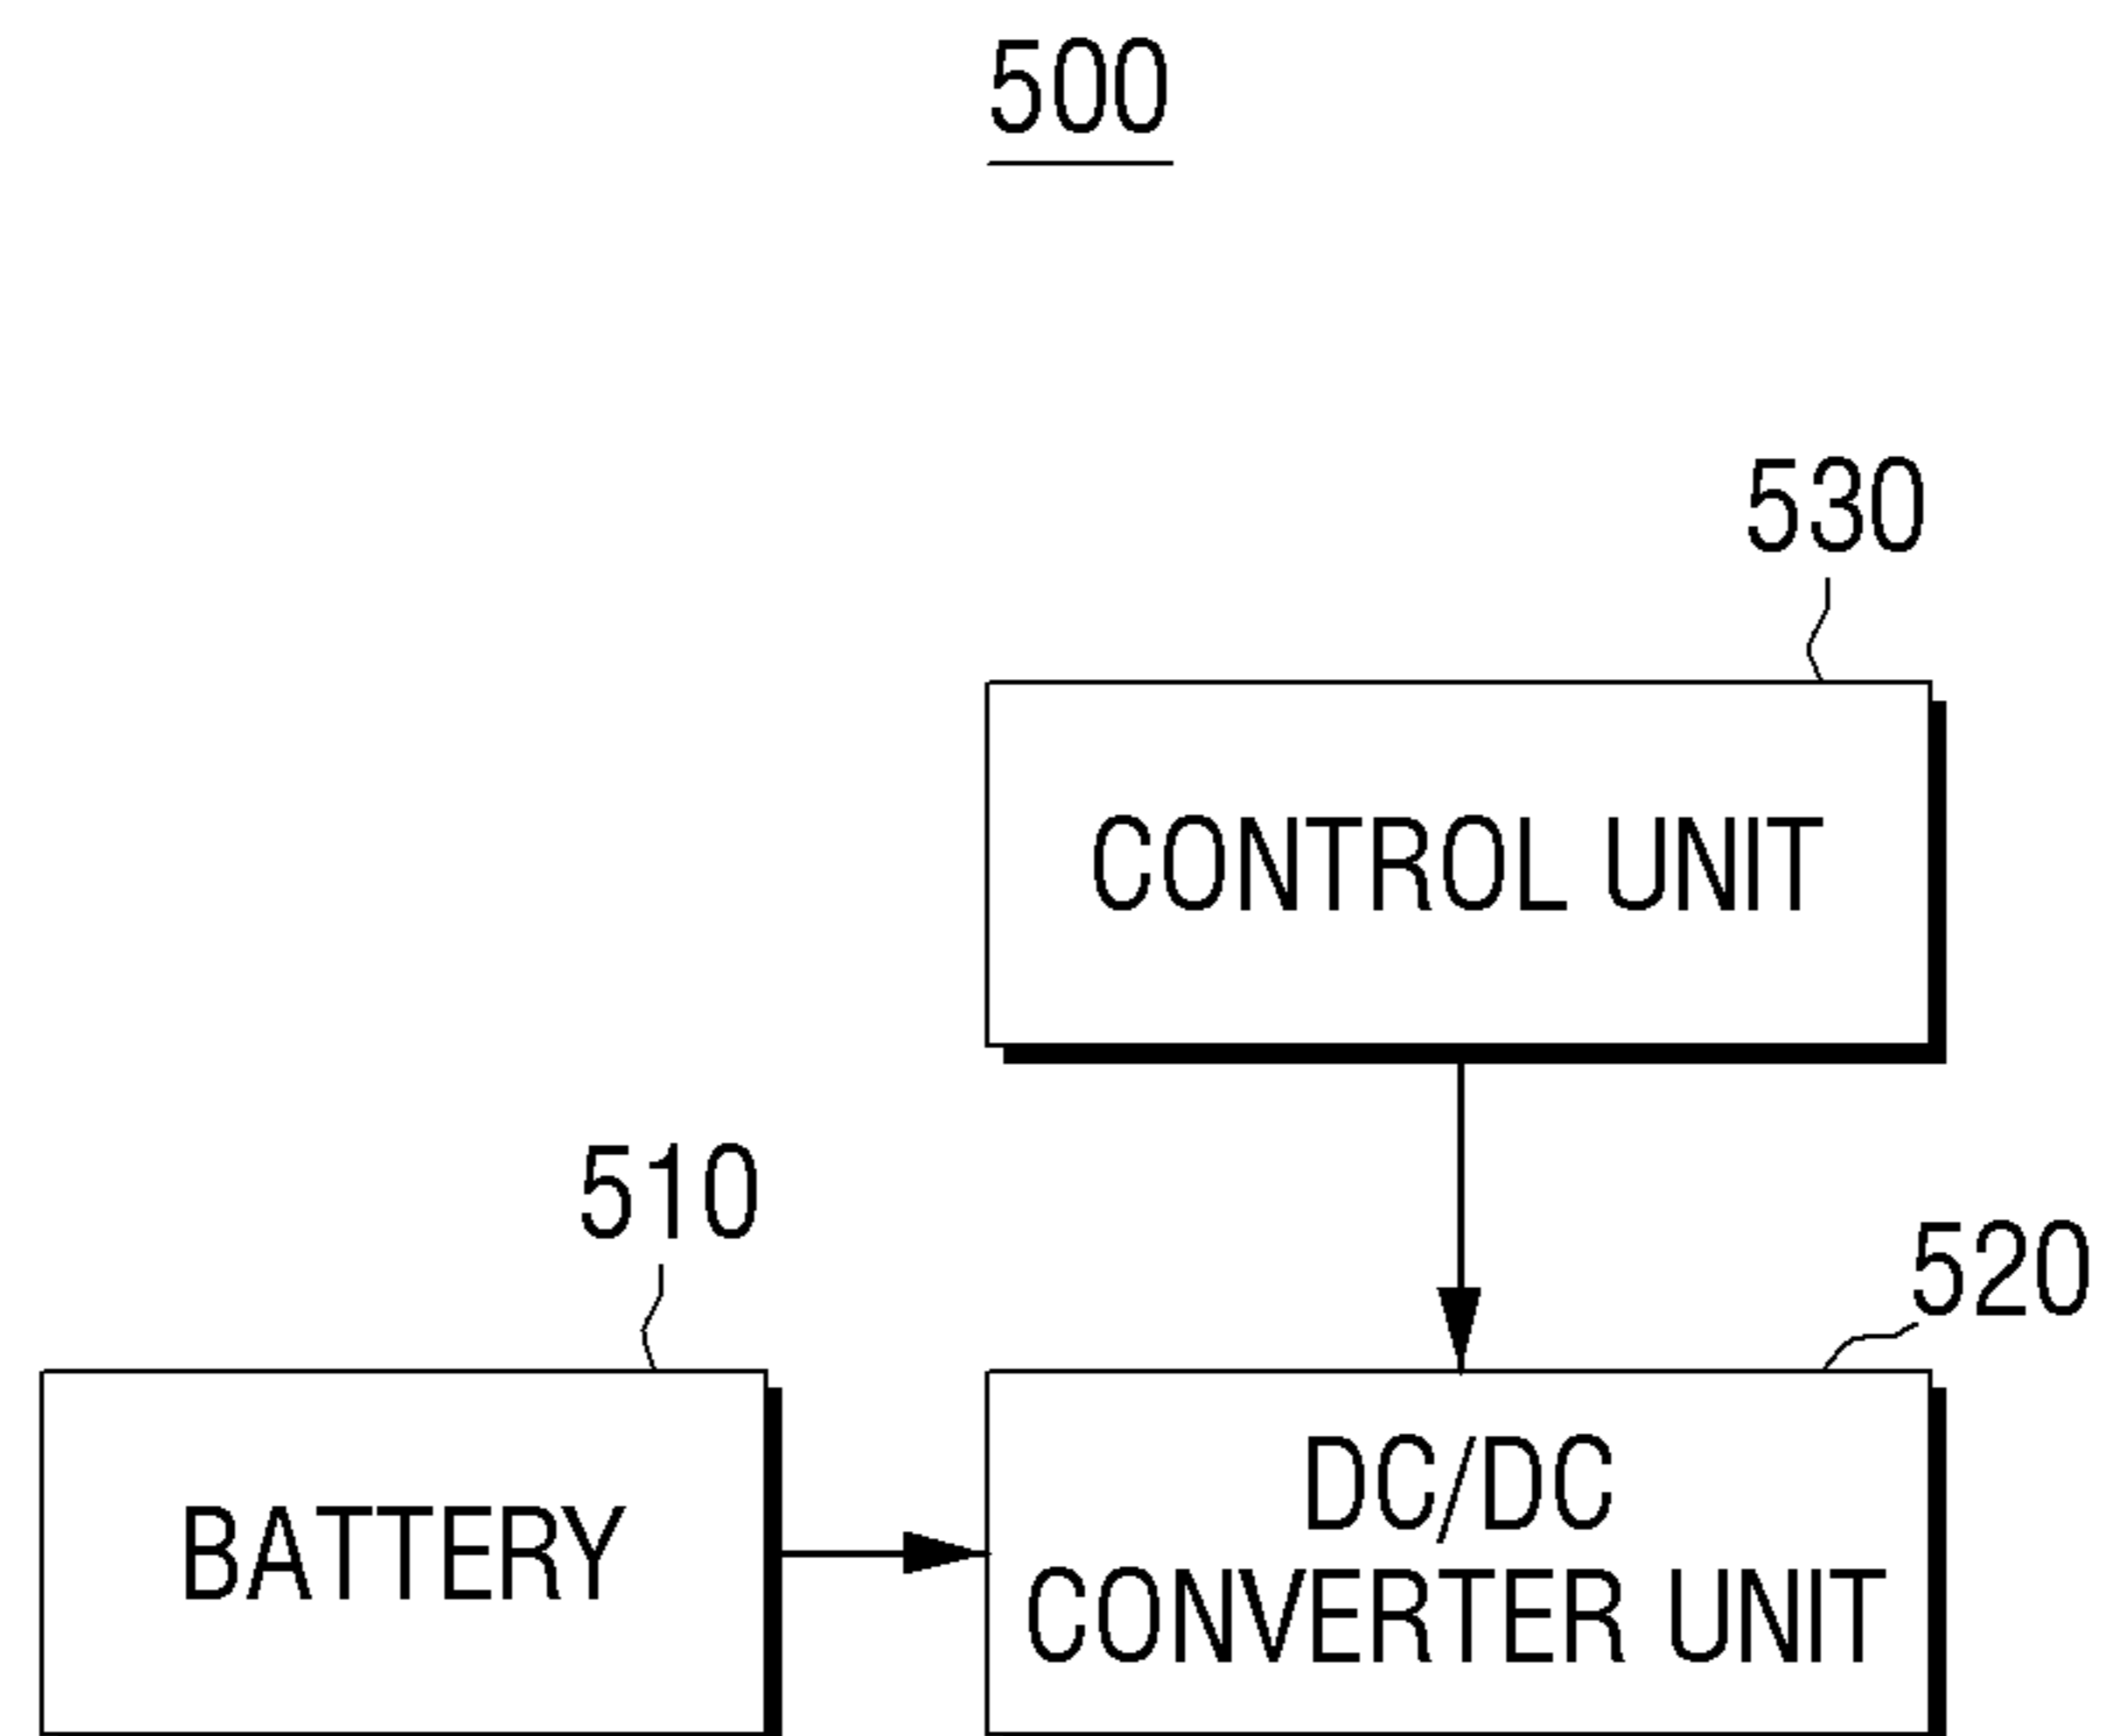 500
530
CONTROL UNIT
510
520
BATTERY
DC/DC
CONVERTER UNIT